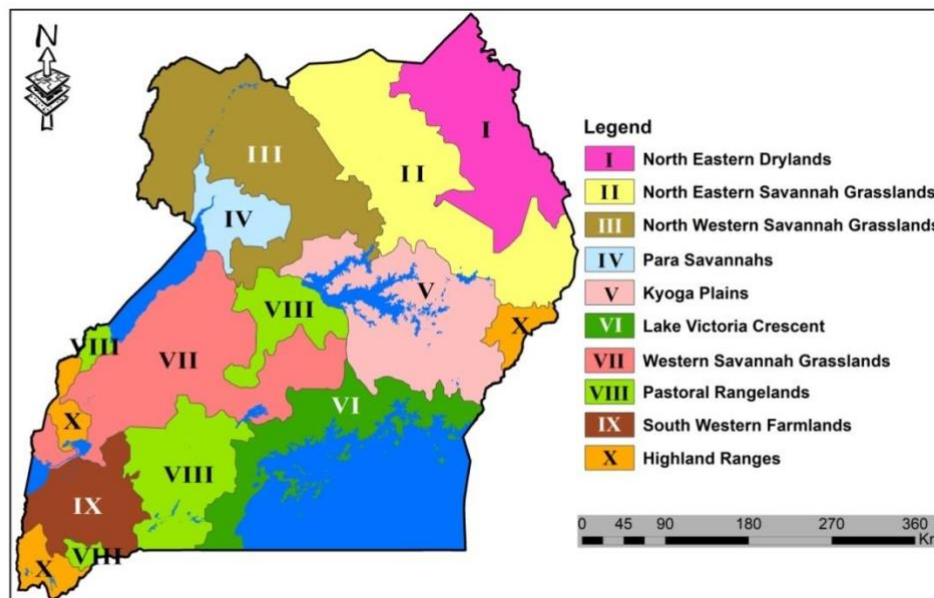 N
I
II
III
IV
V
VIII
X
VIII
VII
VI
X
VIII
IX
VIII
X
Legend
I North Eastern Drylands
II North Eastern Savannah Grasslands
III North Western Savannah Grasslands
IV Para Savannahs
V Kyoga Plains
VI Lake Victoria Crescent
VII Western Savannah Grasslands
VIII Pastoral Rangelands
IX South Western Farmlands
X Highland Ranges
0 45 90 180 270 360
Km